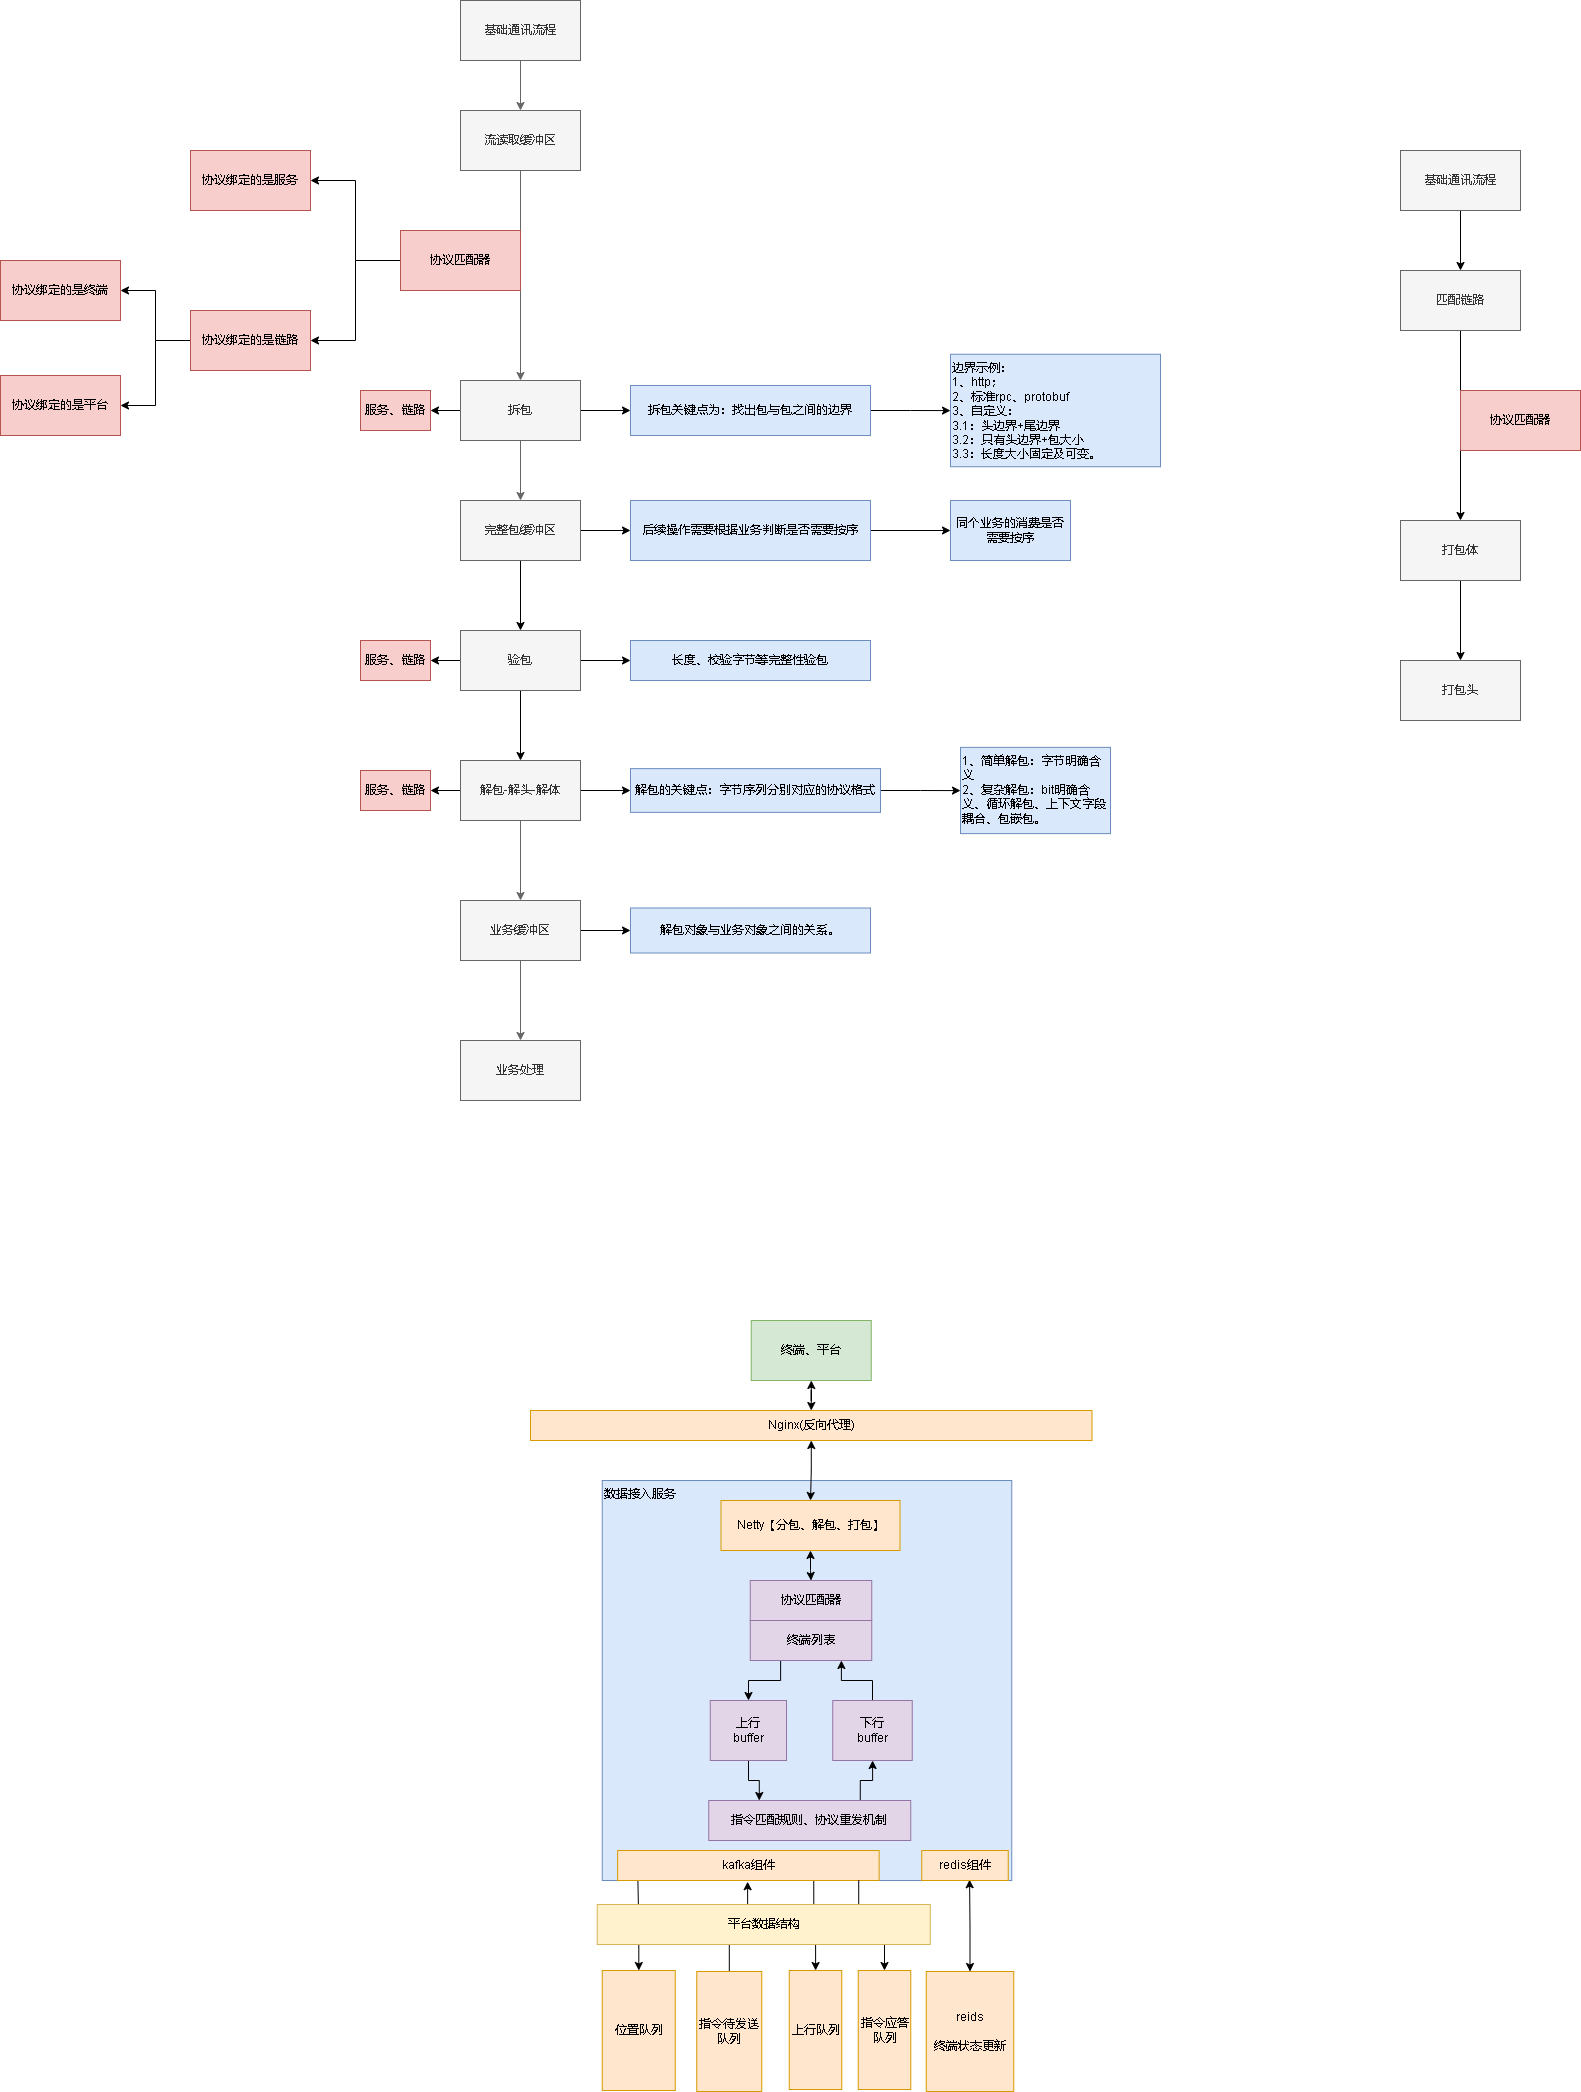 基础通讯流程
流读取缓冲区
协议绑定的是服务
协议匹配器
协议绑定的是终端
协议绑定的是链路
协议绑定的是平台
服务、链路
拆包
拆包关键点为：找出包与包之间的边界
边界示例：
1、http；
2、标准rpc、protobuf
3、自定义：
3.1：头边界+尾边界
3.2：只有头边界+包大小
3.3：长度大小固定及可变。
完整包缓冲区
后续操作需要根据业务判断是否需要按序
同个业务的消费是否
需要按序
服务、链路
验包
长度、校验字节等完整性验包
服务、链路
解包-解头-解体
解包的关键点：字节序列分别对应的协议格式
1、简单解包：字节明确含
义
2、复杂解包：bit明确含
义、循环解包、上下文字段
耦合、包嵌包。
业务缓冲区
解包对象与业务对象之间的关系。
业务处理
基础通讯流程
匹配链路
协议匹配器
打包体
打包头
终端、平台
Nginx(反向代理)
数据接入服务
Netty【分包、解包、打包】
协议匹配器
终端列表
上行
buffer
下行
buffer
指令匹配规则、协议重发机制
kafka组件
redis组件
平台数据结构
位置队列
指令待发送
队列
上行队列
指令应答
队列
reids
终端状态更新